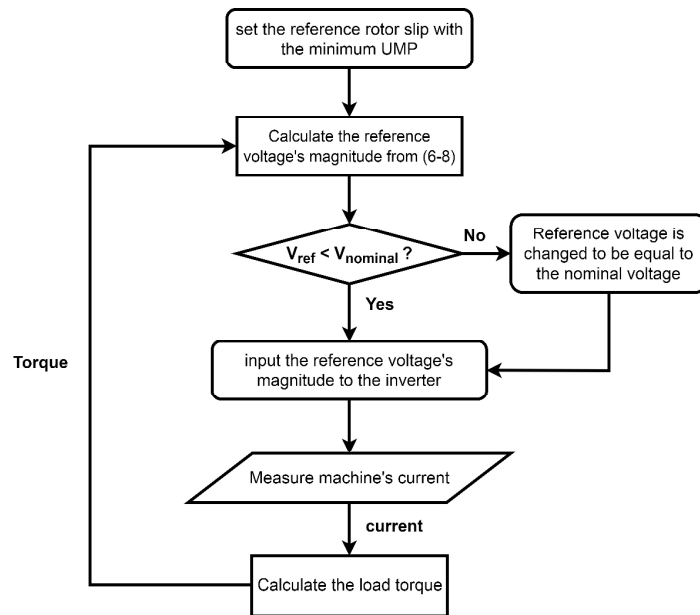 set the reference rotor slip with
the minimum UMP
Calculate the reference
voltage's magnitude from (6-8)
V_ref < V_nominal ?
No
Reference voltage is
changed to be equal to
the nominal voltage
Yes
Torque
input the reference voltage's
magnitude to the inverter
Measure machine's current
current
Calculate the load torque